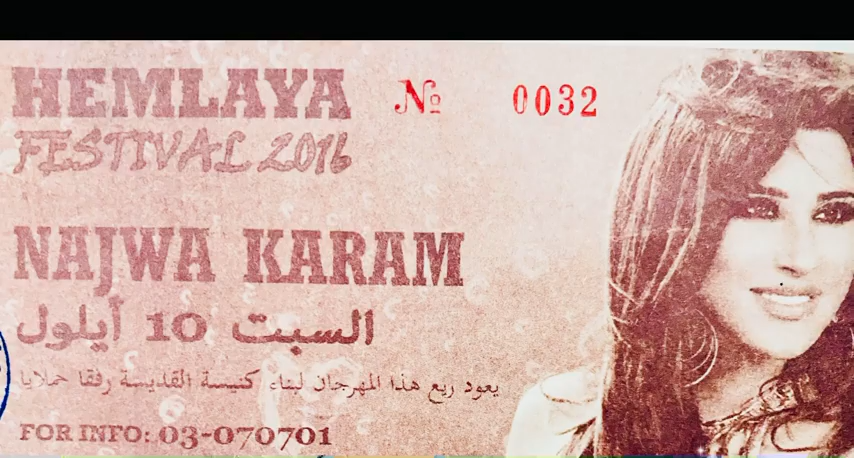 HEMLAYA
№ 0032
FESTIVAL 2016
NAJWA KARAM
السبت 10 أيلول
يعود ريع هذا المهرجان لبناء كنيسة القديسة رفقا حملايا
FOR INFO: 03-070701